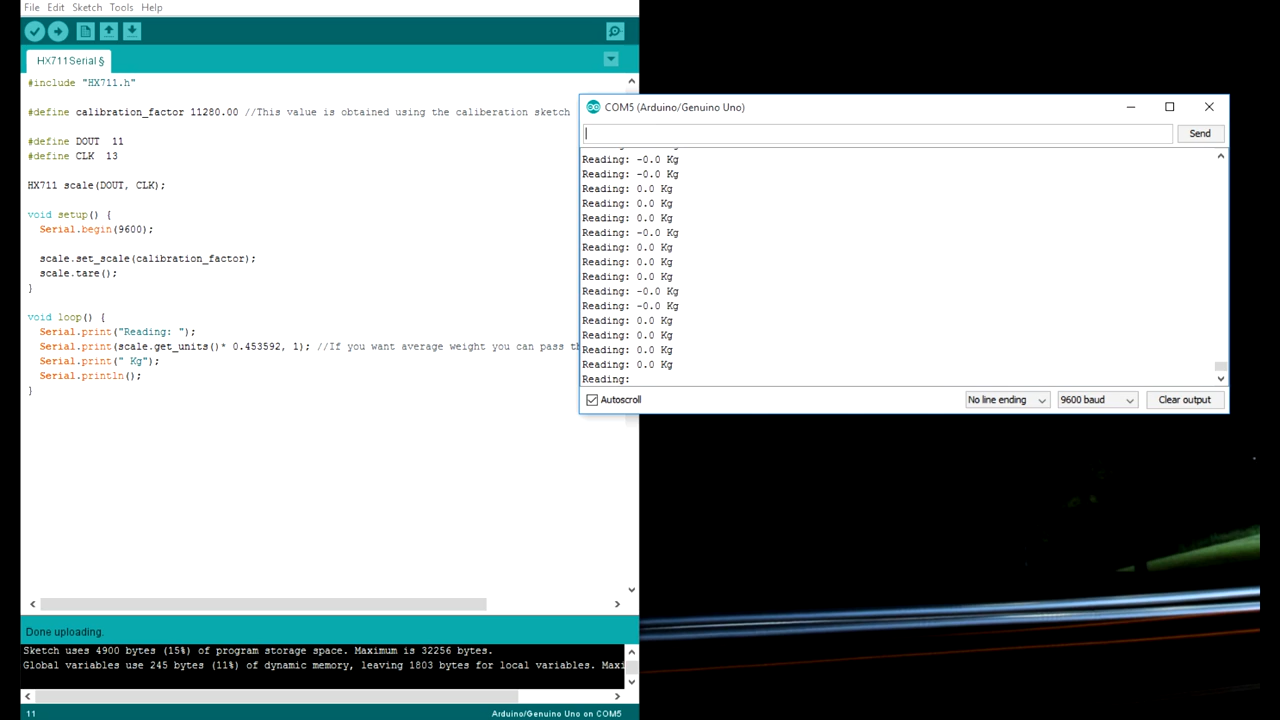 File Edit Sketch Tools Help
HX711Serial §
#include "HX711.h"
#define calibration_factor 11280.00 //This value is obtained using the caliberation sketch
#define DOUT 11
#define CLK 13
HX711 scale(DOUT, CLK);
void setup() {
Serial.begin(9600);
scale.set_scale(calibration_factor);
scale.tare();
}
void loop() {
Serial.print("Reading: ");
Serial.print(scale.get_units()* 0.453592, 1); //If you want average weight you can pass
Serial.print(" Kg");
Serial.println();
}
Done uploading.
Sketch uses 4900 bytes (15%) of program storage space. Maximum is 32256 bytes.
Global variables use 245 bytes (11%) of dynamic memory, leaving 1803 bytes for local variables.
11 Arduino/Genuino Uno on COM5
COM5 (Arduino/Genuino Uno)
Send
Reading: -0.0 Kg
Reading: -0.0 Kg
Reading: 0.0 Kg
Reading: 0.0 Kg
Reading: 0.0 Kg
Reading: -0.0 Kg
Reading: 0.0 Kg
Reading: 0.0 Kg
Reading: 0.0 Kg
Reading: -0.0 Kg
Reading: -0.0 Kg
Reading: 0.0 Kg
Reading: 0.0 Kg
Reading: 0.0 Kg
Reading: 0.0 Kg
Reading:
Autoscroll No line ending 9600 baud Clear output